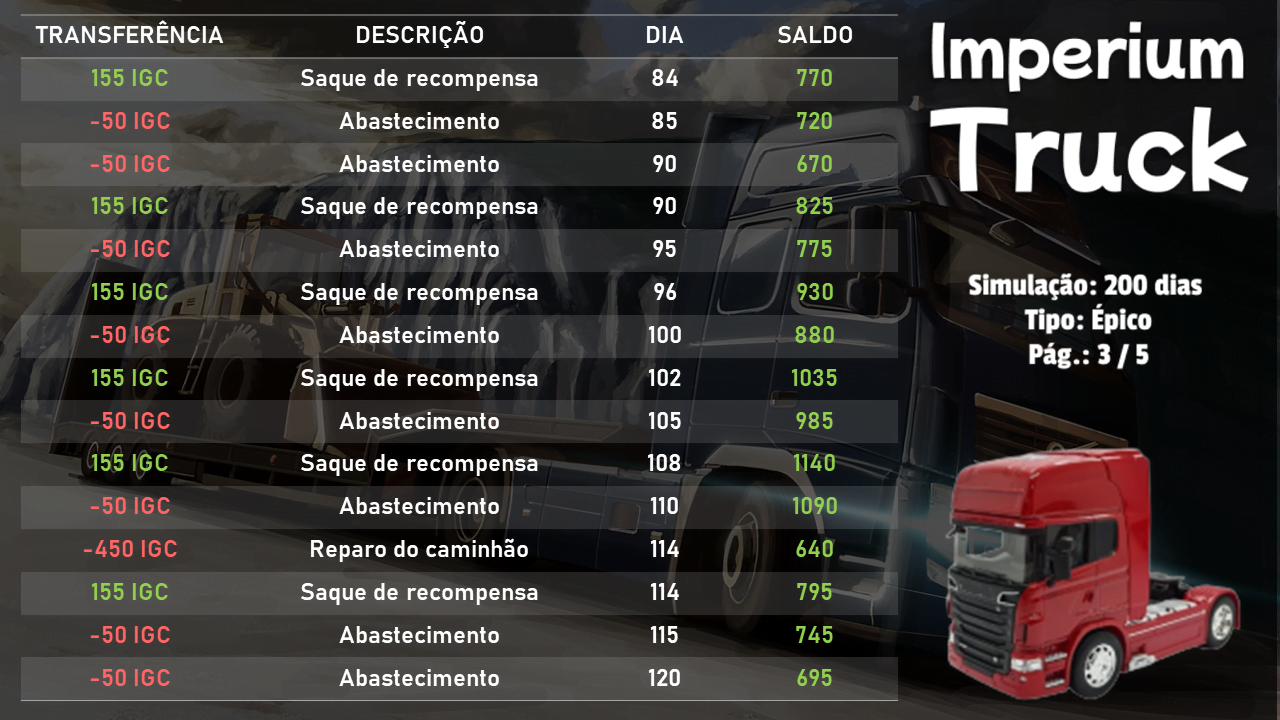 TRANSFERÊNCIA DESCRIÇÃO DIA SALDO
155 IGC Saque de recompensa 84 770
-50 IGC Abastecimento 85 720
-50 IGC Abastecimento 90 670
155 IGC Saque de recompensa 90 825
-50 IGC Abastecimento 95 775
155 IGC Saque de recompensa 96 930
-50 IGC Abastecimento 100 880
155 IGC Saque de recompensa 102 1035
-50 IGC Abastecimento 105 985
155 IGC Saque de recompensa 108 1140
-50 IGC Abastecimento 110 1090
-450 IGC Reparo do caminhão 114 640
155 IGC Saque de recompensa 114 795
-50 IGC Abastecimento 115 745
-50 IGC Abastecimento 120 695
Imperium
Truck
Simulação: 200 dias
Tipo: Épico
Pág.: 3 / 5